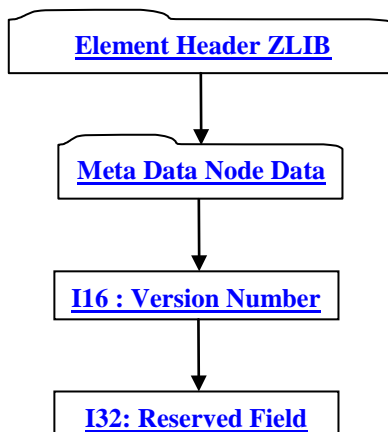 Element Header ZLIB
Meta Data Node Data
I16 : Version Number
I32: Reserved Field